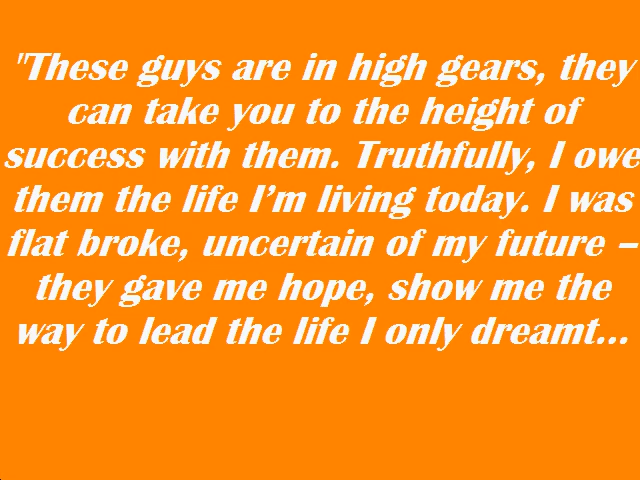 "These guys are in high gears, they
can take you to the height of
success with them. Truthfully, I owe
them the life I’m living today. I was
flat broke, uncertain of my future –
they gave me hope, show me the
way to lead the life I only dreamt...